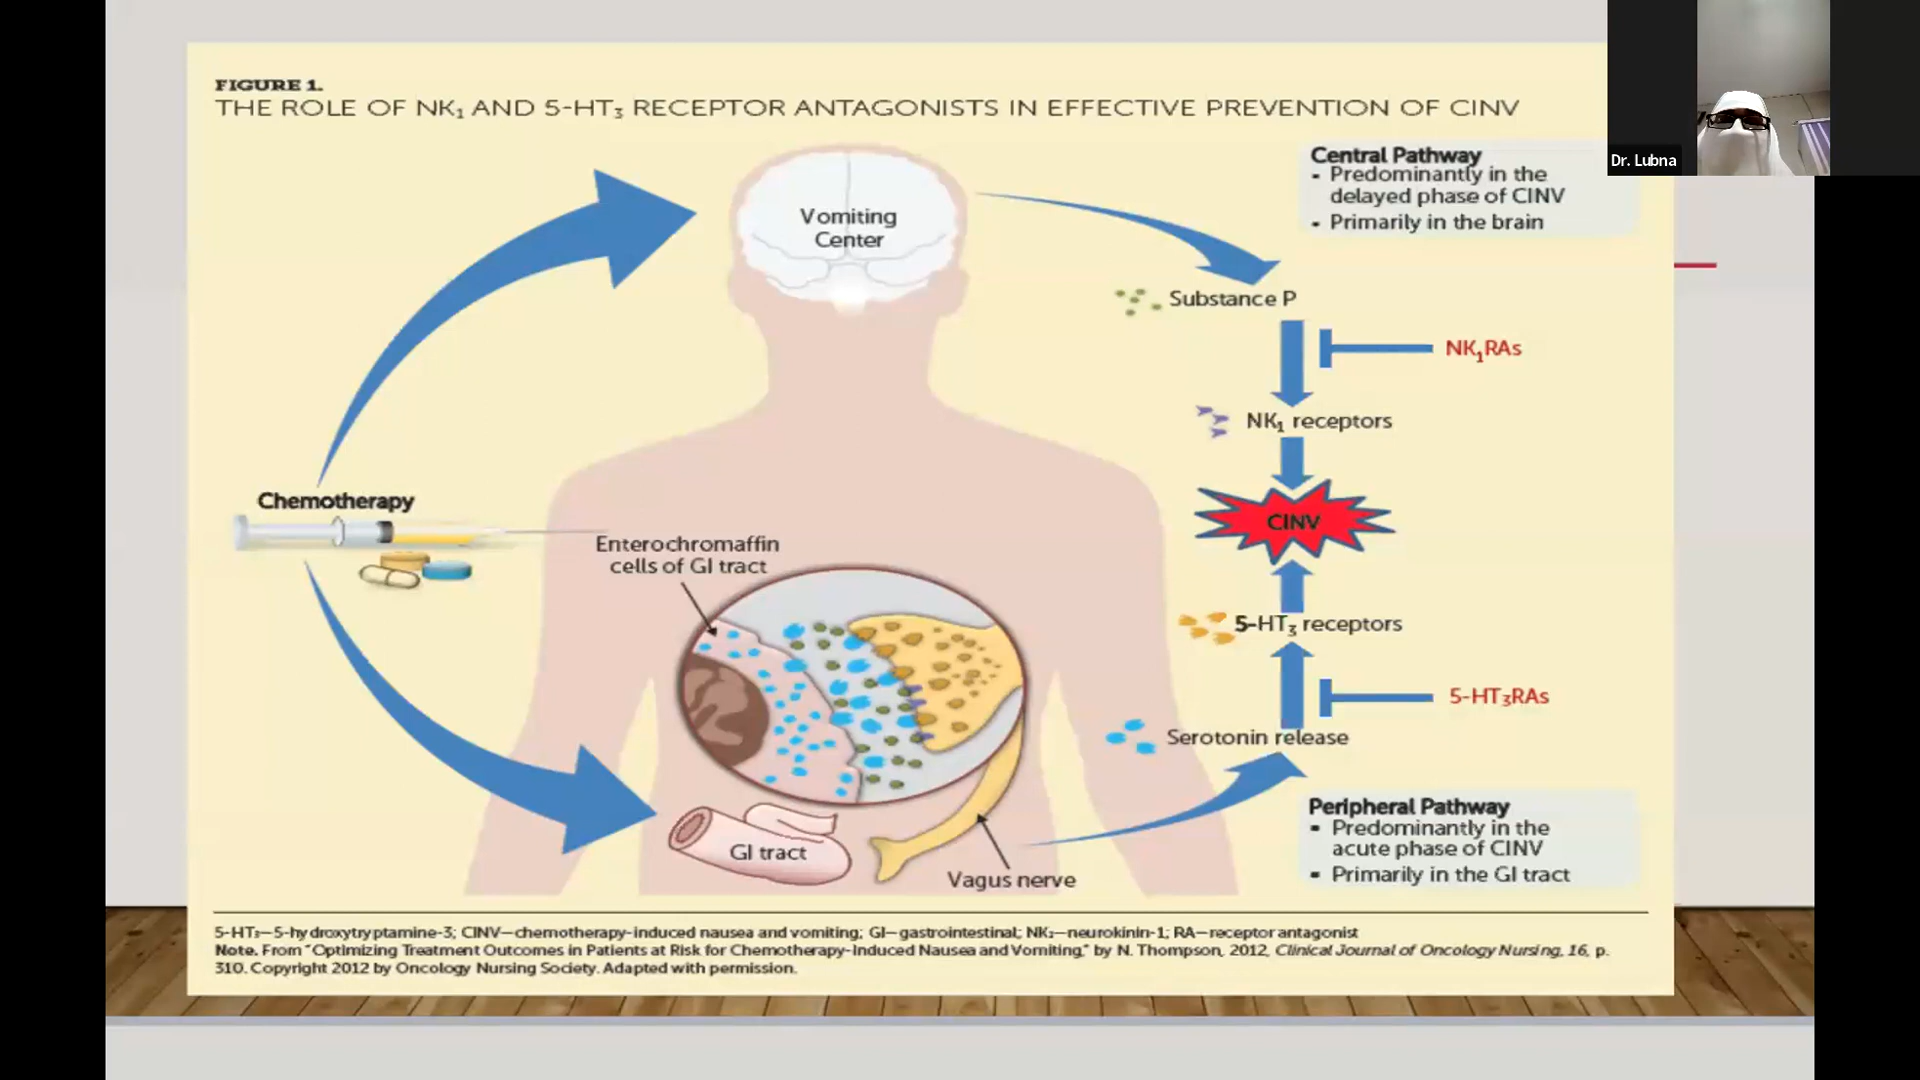 FIGURE 1.
THE ROLE OF NK₁ AND 5-HT₃ RECEPTOR ANTAGONISTS IN EFFECTIVE PREVENTION OF CINV
Dr. Lubna
Central Pathway
- Predominantly in the
delayed phase of CINV
- Primarily in the brain
Vomiting
Center
Substance P
NK₁RAs
NK₁ receptors
Chemotherapy
CINV
Enterochromaffin
cells of GI tract
5-HT₃ receptors
5-HT₃RAs
Serotonin release
Peripheral Pathway
▪ Predominantly in the
acute phase of CINV
▪ Primarily in the GI tract
GI tract
Vagus nerve
5-HT₃—5-hydroxytryptamine-3; CINV—chemotherapy-induced nausea and vomiting; GI—gastrointestinal; NK₁—neurokinin-1; RA—receptor antagonist
Note. From "Optimizing Treatment Outcomes in Patients at Risk for Chemotherapy-Induced Nausea and Vomiting," by N. Thompson, 2012, Clinical Journal of Oncology Nursing, 16, p.
310. Copyright 2012 by Oncology Nursing Society. Adapted with permission.